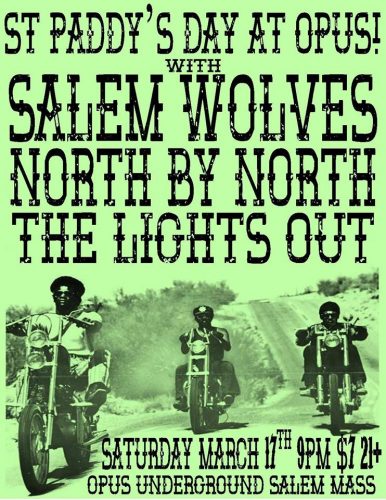 ST PADDY'S DAY AT OPUS!
WITH
SALEM WOLVES
NORTH BY NORTH
THE LIGHTS OUT
SATURDAY MARCH 17TH 9PM $7 21+
OPUS UNDERGROUND SALEM MASS